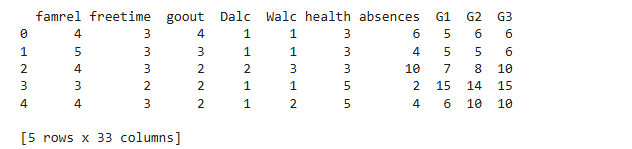 famrel freetime goout Dalc Walc health absences G1 G2 G3
0 4 3 4 1 1 3 6 5 6 6
1 5 3 3 1 1 3 4 5 5 6
2 4 3 2 2 3 3 10 7 8 10
3 3 2 2 1 1 5 2 15 14 15
4 4 3 2 1 2 5 4 6 10 10
[5 rows x 33 columns]